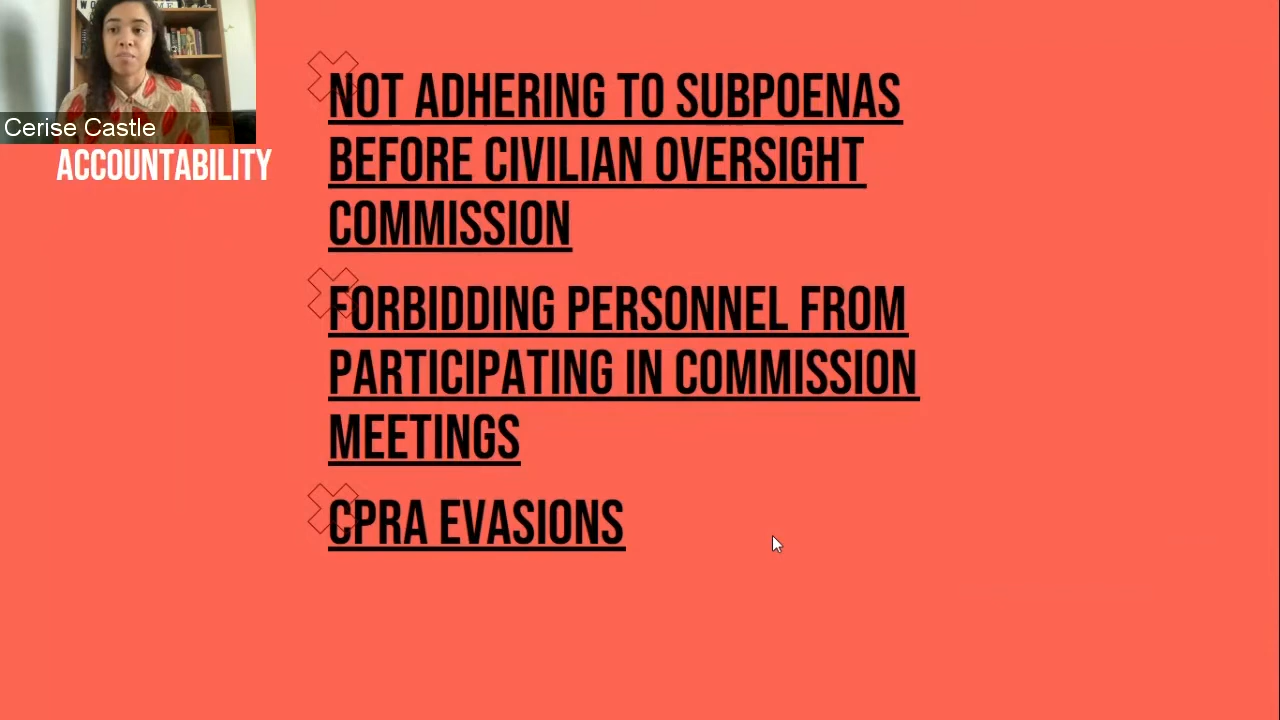 Cerise Castle
ACCOUNTABILITY
NOT ADHERING TO SUBPOENAS
BEFORE CIVILIAN OVERSIGHT
COMMISSION
FORBIDDING PERSONNEL FROM
PARTICIPATING IN COMMISSION
MEETINGS
CPRA EVASIONS